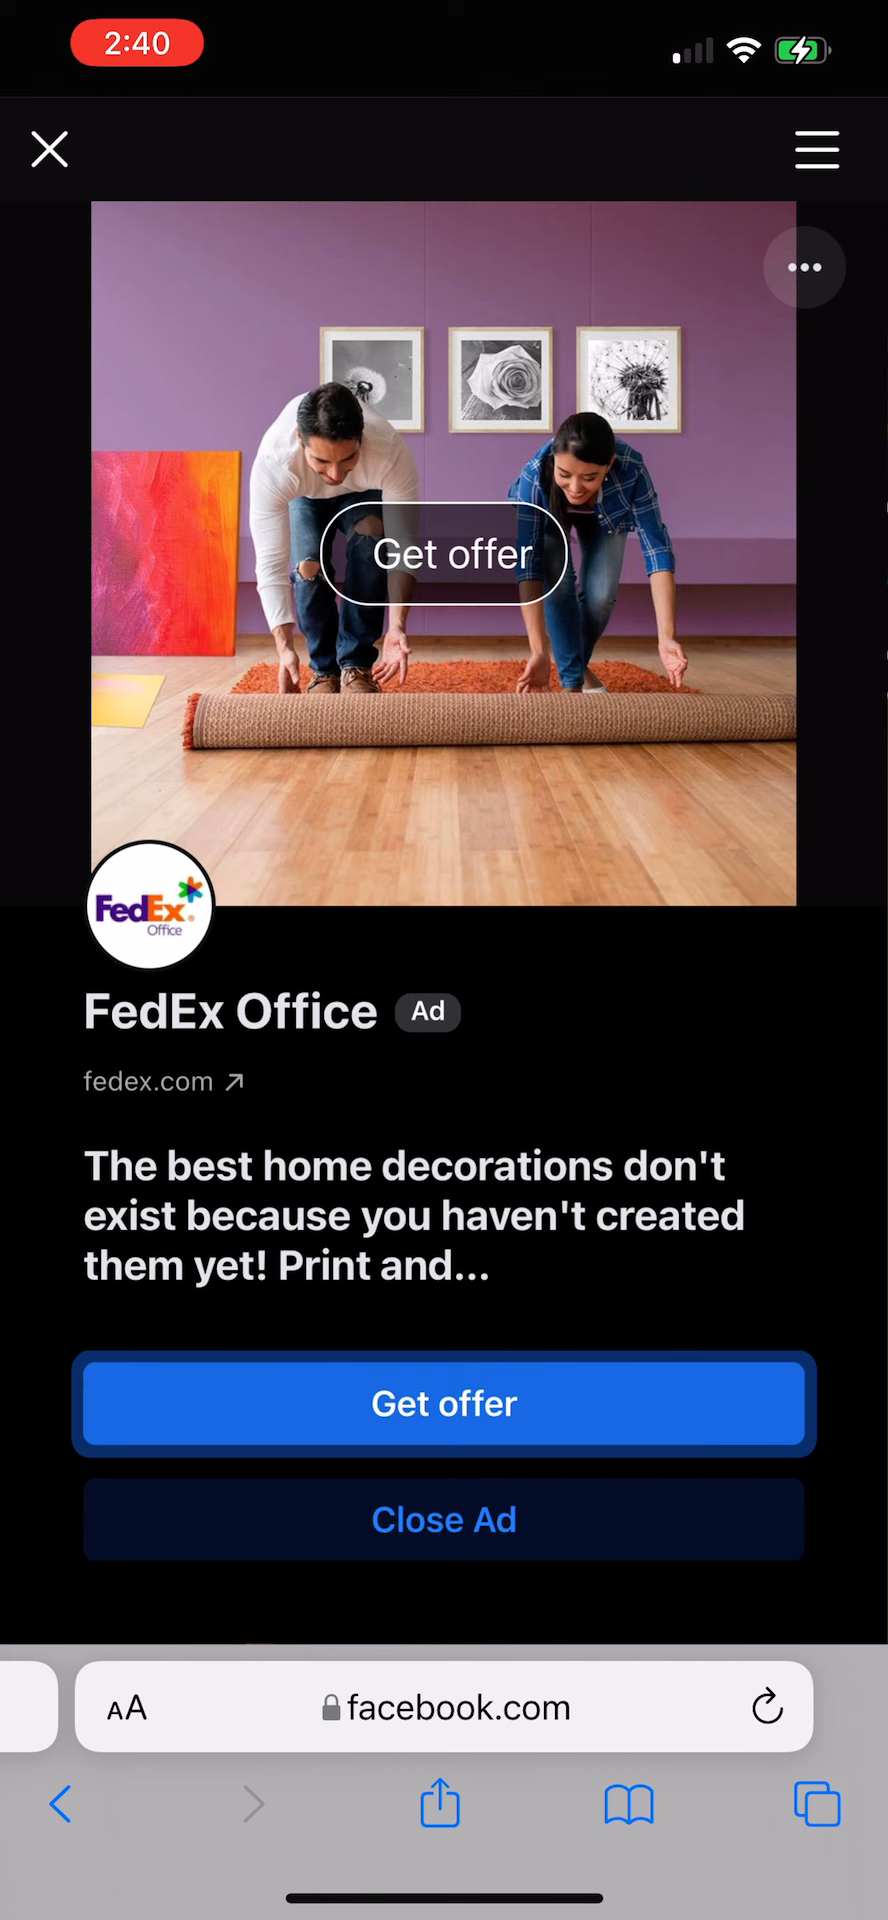 2:40
Get offer
FedEx®
Office
FedEx Office Ad
fedex.com
The best home decorations don't
exist because you haven't created
them yet! Print and...
Get offer
Close Ad
AA facebook.com